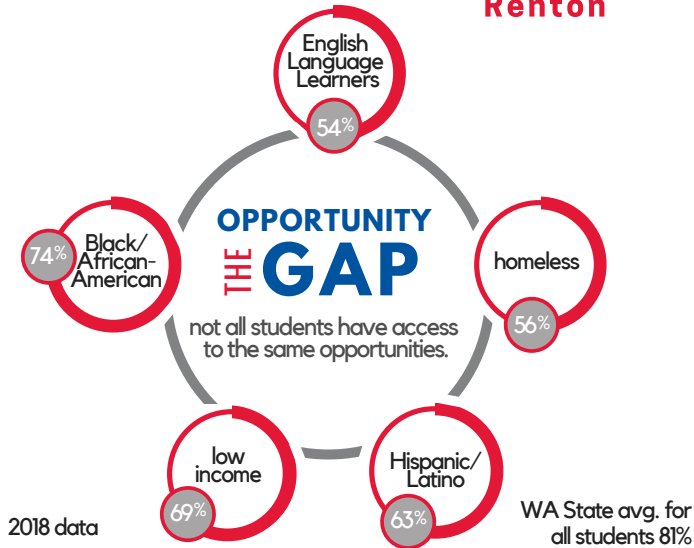 Renton
English
Language
Learners
54%
OPPORTUNITY
THE GAP
not all students have access
to the same opportunities.
74%
Black/
African-
American
homeless
56%
low
income
69%
Hispanic/
Latino
63%
2018 data
WA State avg. for
all students 81%